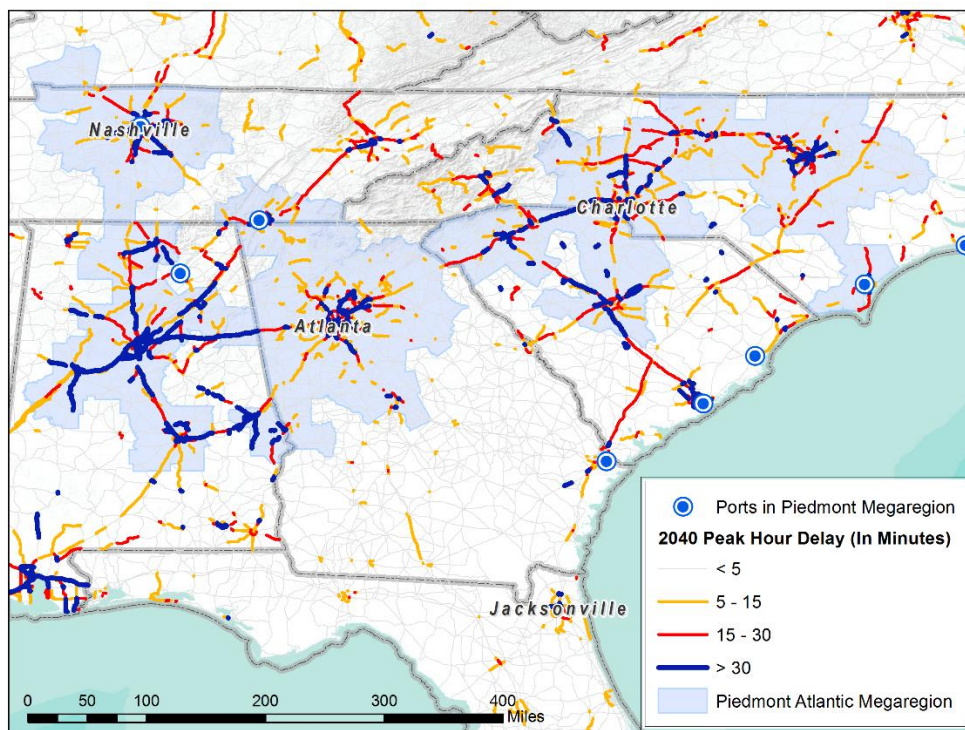 Nashville
Charlotte
Atlanta
Jacksonville
Ports in Piedmont Megaregion
2040 Peak Hour Delay (In Minutes)
< 5
5 - 15
15 - 30
> 30
Piedmont Atlantic Megaregion
0 50 100 200 300 400
Miles